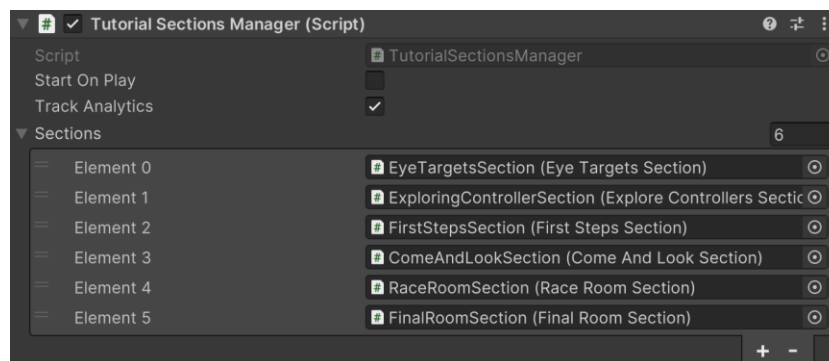 Tutorial Sections Manager (Script)
Script TutorialSectionsManager
Start On Play
Track Analytics
Sections 6
Element 0 EyeTargetsSection (Eye Targets Section)
Element 1 ExploringControllerSection (Explore Controllers Sectic
Element 2 FirstStepsSection (First Steps Section)
Element 3 ComeAndLookSection (Come And Look Section)
Element 4 RaceRoomSection (Race Room Section)
Element 5 FinalRoomSection (Final Room Section)
+ -